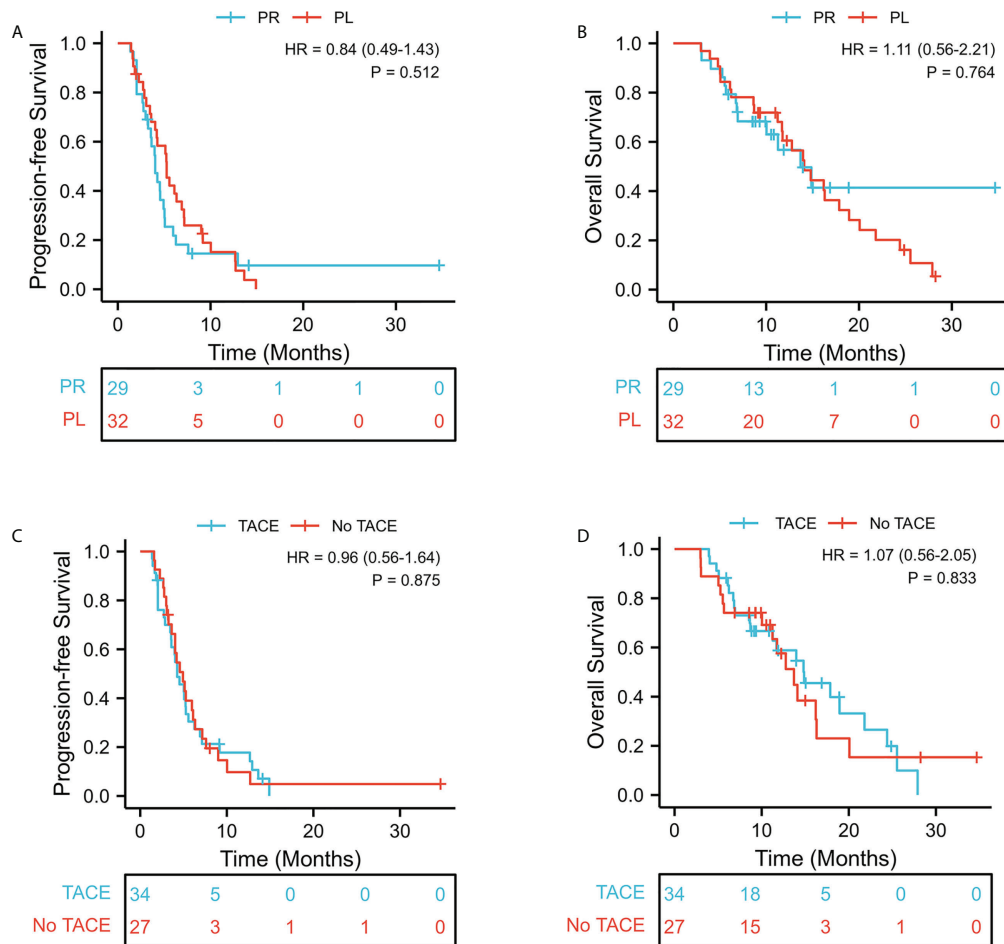 A
PR PL
HR = 0.84 (0.49-1.43)
P = 0.512
Progression-free Survival
1.0
0.8
0.6
0.4
0.2
0.0
0 10 20 30
Time (Months)
PR 29 3 1 1 0
PL 32 5 0 0 0
B
PR PL
HR = 1.11 (0.56-2.21)
P = 0.764
Overall Survival
1.0
0.8
0.6
0.4
0.2
0.0
0 10 20 30
Time (Months)
PR 29 13 1 1 0
PL 32 20 7 0 0
C
TACE No TACE
HR = 0.96 (0.56-1.64)
P = 0.875
Progression-free Survival
1.0
0.8
0.6
0.4
0.2
0.0
0 10 20 30
Time (Months)
TACE 34 5 0 0 0
No TACE 27 3 1 1 0
D
TACE No TACE
HR = 1.07 (0.56-2.05)
P = 0.833
Overall Survival
1.0
0.8
0.6
0.4
0.2
0.0
0 10 20 30
Time (Months)
TACE 34 18 5 0 0
No TACE 27 15 3 1 0